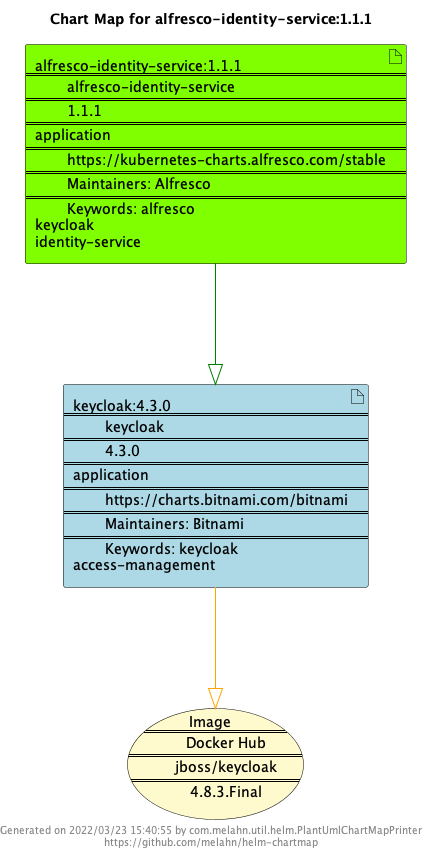 Chart Map for alfresco-identity-service:1.1.1
alfresco-identity-service:1.1.1
alfresco-identity-service
1.1.1
application
https://kubernetes-charts.alfresco.com/stable
Maintainers: Alfresco
Keywords: alfresco
keycloak
identity-service
keycloak:4.3.0
keycloak
4.3.0
application
https://charts.bitnami.com/bitnami
Maintainers: Bitnami
Keywords: keycloak
access-management
Image
Docker Hub
jboss/keycloak
4.8.3.Final
Generated on 2022/03/23 15:40:55 by com.melahn.util.helm.PlantUmlChartMapPrinter
https://github.com/melahn/helm-chartmap